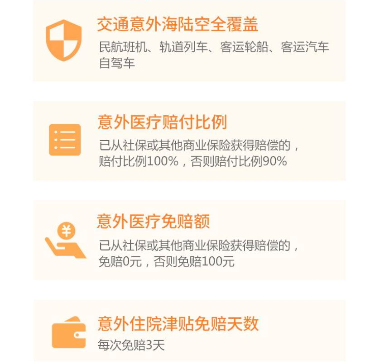 交通意外海陆空全覆盖
民航班机、轨道列车、客运轮船、客运汽车
自驾车
意外医疗赔付比例
已从社保或其他商业保险获得赔偿的，
赔付比例100%，否则赔付比例90%
意外医疗免赔额
已从社保或其他商业保险获得赔偿的，
免赔0元，否则免赔100元
意外住院津贴免赔天数
每次免赔3天